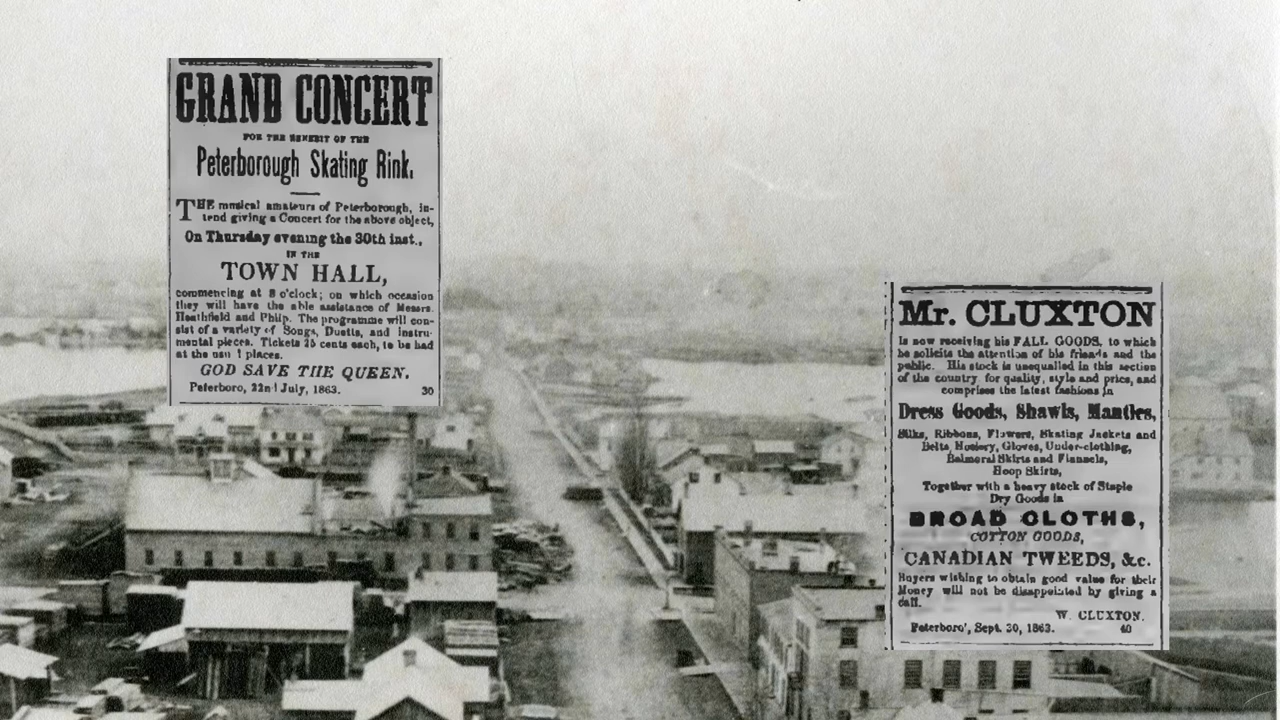 GRAND CONCERT
FOR THE BENEFIT OF THE
Peterborough Skating Rink.
THE musical amateurs of Peterborough, in-
tend giving a Concert for the above object,
On Thursday evening the 30th inst.,
IN THE
TOWN HALL,
commencing at 8 o'clock; on which occasion
they will have the able assistance of Messrs.
Heathfield and Philp. The programme will con-
sist of a variety of Songs, Duetts, and Instru-
mental pieces. Tickets 25 cents each, to be had
at the usu l places.
GOD SAVE THE QUEEN.
Peterboro, 22nd July, 1863. 30
Mr. CLUXTON
Is now receiving his FALL GOODS, to which
he solicits the attention of his friends and the
public. His stock is unequalled in this section
of the country for quality, style and price, and
comprises the latest fashions in
Dress Goods, Shawls, Mantles,
Silks, Ribbons, Flowers, Skating Jackets and
Belts, Hosiery, Gloves, Under-clothing,
Balmoral Skirts and Flannels,
Hoop Skirts,
Together with a heavy stock of Staple
Dry Goods in
BROAD CLOTHS,
COTTON GOODS,
CANADIAN TWEEDS, &c.
Buyers wishing to obtain good value for their
Money will not be disappointed by giving a
call.
W. CLUXTON.
Peterboro', Sept. 30, 1863. 40